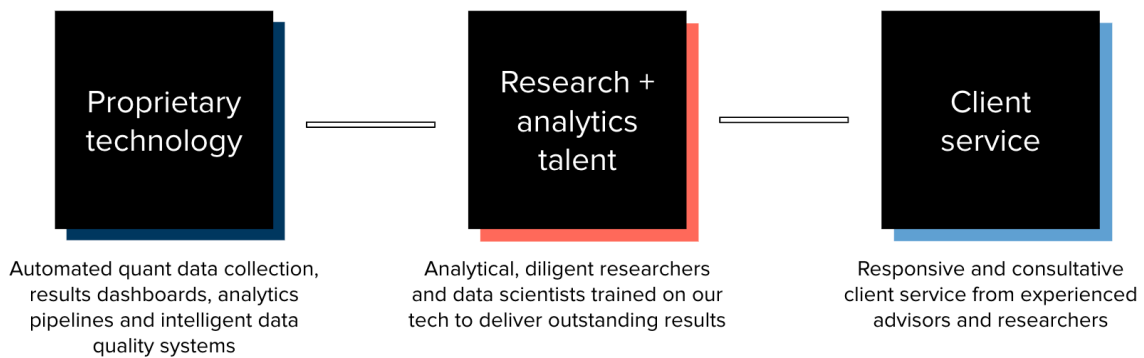 Proprietary
technology
Research +
analytics
talent
Client
service
Automated quant data collection,
results dashboards, analytics
pipelines and intelligent data
quality systems
Analytical, diligent researchers
and data scientists trained on our
tech to deliver outstanding results
Responsive and consultative
client service from experienced
advisors and researchers